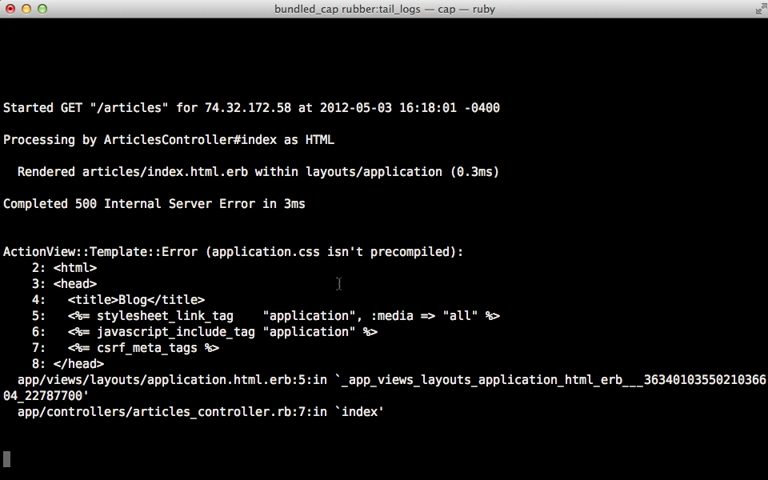 bundled_cap rubber:tail_logs — cap — ruby
Started GET "/articles" for 74.32.172.58 at 2012-05-03 16:18:01 -0400
Processing by ArticlesController#index as HTML
  Rendered articles/index.html.erb within layouts/application (0.3ms)
Completed 500 Internal Server Error in 3ms
ActionView::Template::Error (application.css isn't precompiled):
    2: <html>
    3: <head>
    4:   <title>Blog</title>
    5:   <%= stylesheet_link_tag    "application", :media => "all" %>
    6:   <%= javascript_include_tag "application" %>
    7:   <%= csrf_meta_tags %>
    8: </head>
  app/views/layouts/application.html.erb:5:in `_app_views_layouts_application_html_erb___36340103550210366
04_22787700'
  app/controllers/articles_controller.rb:7:in `index'